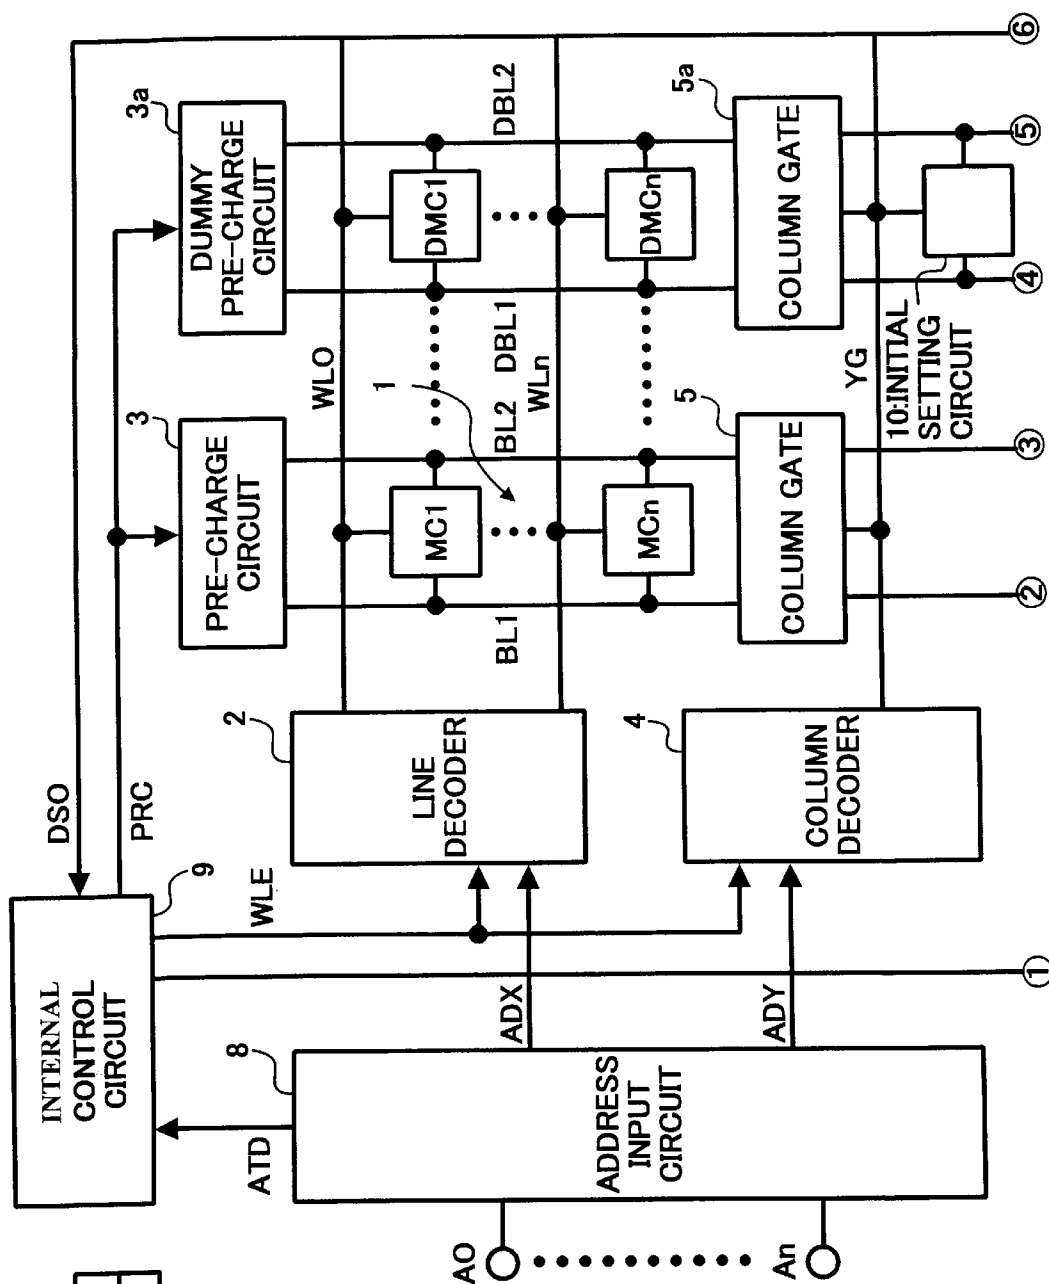 INTERNAL
CONTROL
CIRCUIT
9
DSO
PRC
WLE
ATD
8
ADDRESS
INPUT
CIRCUIT
AO
An
ADX
ADY
①
2
LINE
DECODER
4
COLUMN
DECODER
3
PRE-CHARGE
CIRCUIT
3a
DUMMY
PRE-CHARGE
CIRCUIT
WLO
WLn
1
BL1
MC1
MCn
BL2
DBL1
DMC1
DMCn
DBL2
5
COLUMN GATE
5a
COLUMN GATE
YG
10:INITIAL
SETTING
CIRCUIT
②
③
④
⑤
⑥